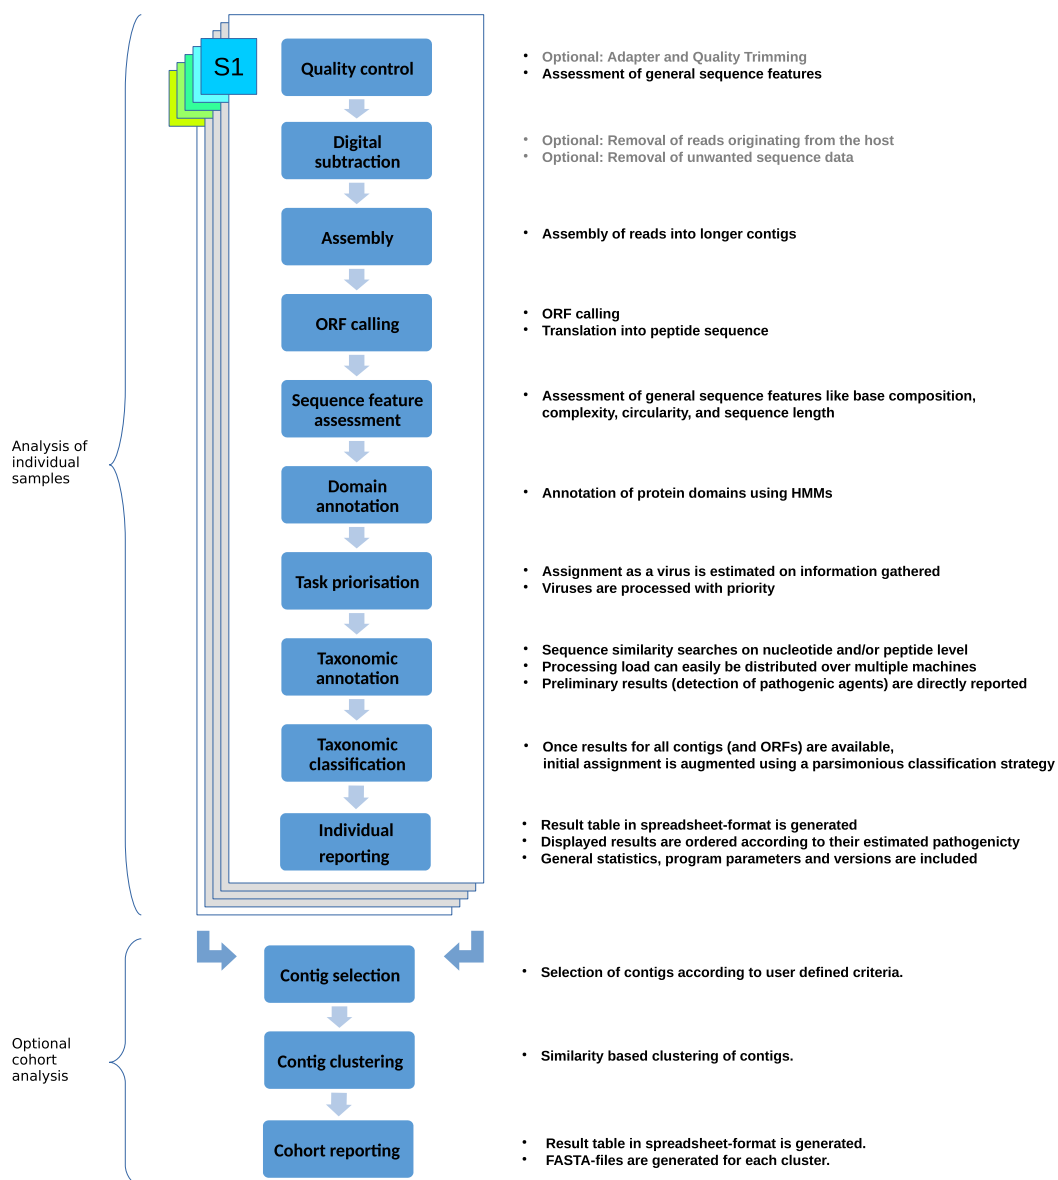 S1
Quality control
• Optional: Adapter and Quality Trimming
• Assessment of general sequence features
Digital
subtraction
• Optional: Removal of reads originating from the host
• Optional: Removal of unwanted sequence data
Assembly
• Assembly of reads into longer contigs
ORF calling
• ORF calling
• Translation into peptide sequence
Sequence feature
assessment
• Assessment of general sequence features like base composition,
complexity, circularity, and sequence length
Analysis of
individual
samples
Domain
annotation
• Annotation of protein domains using HMMs
Task priorisation
• Assignment as a virus is estimated on information gathered
• Viruses are processed with priority
Taxonomic
annotation
• Sequence similarity searches on nucleotide and/or peptide level
• Processing load can easily be distributed over multiple machines
• Preliminary results (detection of pathogenic agents) are directly reported
Taxonomic
classification
• Once results for all contigs (and ORFs) are available,
initial assignment is augmented using a parsimonious classification strategy
Individual
reporting
• Result table in spreadsheet-format is generated
• Displayed results are ordered according to their estimated pathogenicty
• General statistics, program parameters and versions are included
Contig selection
• Selection of contigs according to user defined criteria.
Optional
cohort
analysis
Contig clustering
• Similarity based clustering of contigs.
Cohort reporting
• Result table in spreadsheet-format is generated.
• FASTA-files are generated for each cluster.